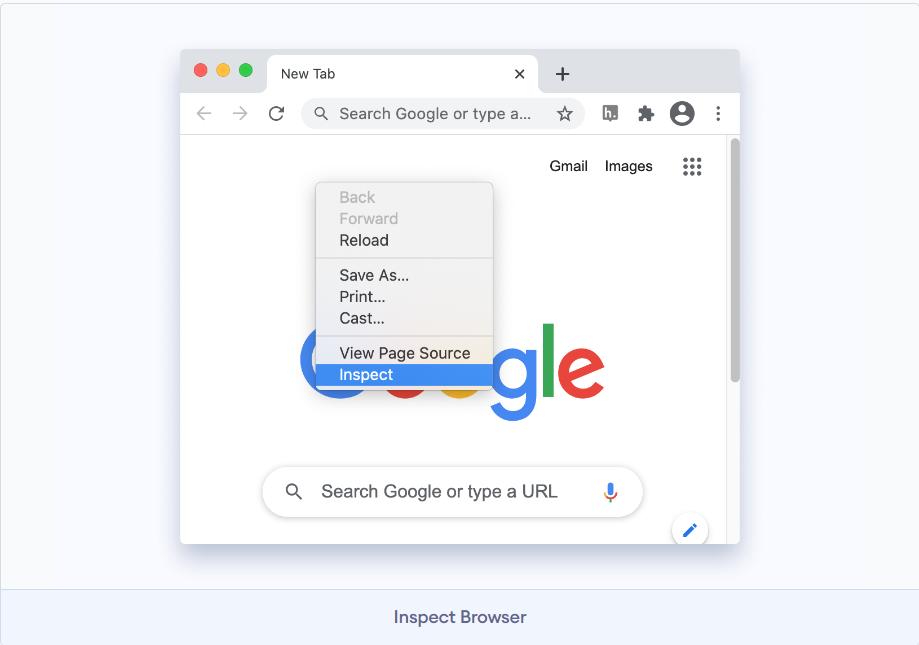 New Tab
Search Google or type a...
h.
Gmail Images
Back
Forward
Reload
Save As...
Print...
Cast...
View Page Source
Inspect
gle
Search Google or type a URL
Inspect Browser